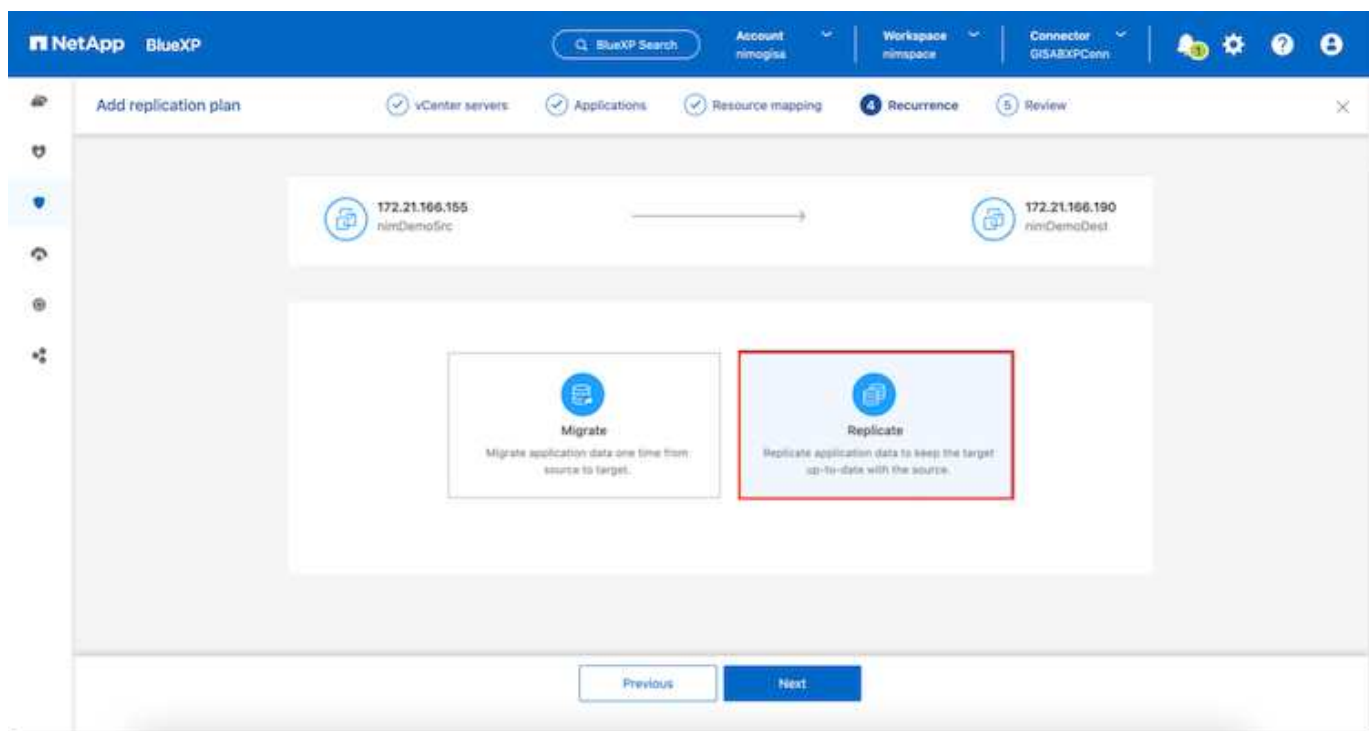 NetApp BlueXP
BlueXP Search
Account
nimogisa
Workspace
nimspace
Connector
GISABXPConn
1
?
Add replication plan
vCenter servers
Applications
Resource mapping
4 Recurrence
5 Review
172.21.166.155
nimDemoSrc
172.21.166.190
nimDemoDest
Migrate
Migrate application data one time from
source to target.
Replicate
Replicate application data to keep the target
up-to-date with the source.
Previous
Next